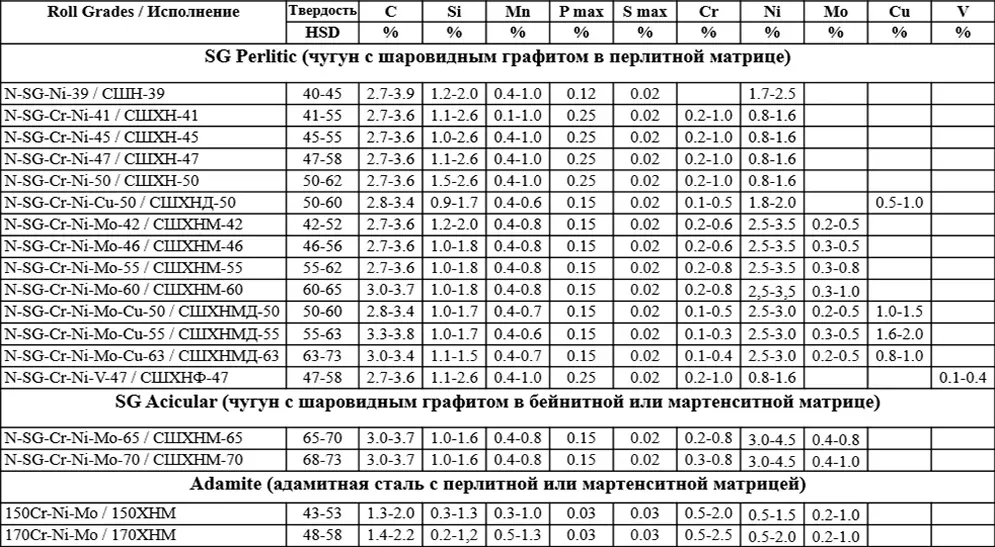 Roll Grades / Исполнение Твердость C Si Mn P max S max Cr Ni Mo Cu V
HSD % % % % % % % % % %
SG Perlitic (чугун с шаровидным графитом в перлитной матрице)
N-SG-Ni-39 / СШН-39 40-45 2.7-3.9 1.2-2.0 0.4-1.0 0.12 0.02 1.7-2.5
N-SG-Cr-Ni-41 / СШХН-41 41-55 2.7-3.6 1.1-2.6 0.1-1.0 0.25 0.02 0.2-1.0 0.8-1.6
N-SG-Cr-Ni-45 / СШХН-45 45-55 2.7-3.6 1.0-2.6 0.4-1.0 0.25 0.02 0.2-1.0 0.8-1.6
N-SG-Cr-Ni-47 / СШХН-47 47-58 2.7-3.6 1.1-2.6 0.4-1.0 0.25 0.02 0.2-1.0 0.8-1.6
N-SG-Cr-Ni-50 / СШХН-50 50-62 2.7-3.6 1.5-2.6 0.4-1.0 0.25 0.02 0.2-1.0 0.8-1.6
N-SG-Cr-Ni-Cu-50 / СШХНД-50 50-60 2.8-3.4 0.9-1.7 0.4-0.6 0.15 0.02 0.1-0.5 1.8-2.0 0.5-1.0
N-SG-Cr-Ni-Mo-42 / СШХНМ-42 42-52 2.7-3.6 1.2-2.0 0.4-0.8 0.15 0.02 0.2-0.6 2.5-3.5 0.2-0.5
N-SG-Cr-Ni-Mo-46 / СШХНМ-46 46-56 2.7-3.6 1.0-1.8 0.4-0.8 0.15 0.02 0.2-0.6 2.5-3.5 0.3-0.5
N-SG-Cr-Ni-Mo-55 / СШХНМ-55 55-62 2.7-3.6 1.0-1.8 0.4-0.8 0.15 0.02 0.2-0.8 2.5-3.5 0.3-0.8
N-SG-Cr-Ni-Mo-60 / СШХНМ-60 60-65 3.0-3.7 1.0-1.8 0.4-0.8 0.15 0.02 0.2-0.8 2,5-3,5 0.3-1.0
N-SG-Cr-Ni-Mo-Cu-50 / СШХНМД-50 50-60 2.8-3.4 1.0-1.7 0.4-0.7 0.15 0.02 0.1-0.5 2.5-3.0 0.2-0.5 1.0-1.5
N-SG-Cr-Ni-Mo-Cu-55 / СШХНМД-55 55-63 3.3-3.8 1.0-1.7 0.4-0.6 0.15 0.02 0.1-0.3 2.5-3.0 0.3-0.5 1.6-2.0
N-SG-Cr-Ni-Mo-Cu-63 / СШХНМД-63 63-73 3.0-3.4 1.1-1.5 0.4-0.7 0.15 0.02 0.1-0.4 2.5-3.0 0.2-0.5 0.8-1.0
N-SG-Cr-Ni-V-47 / СШХНФ-47 47-58 2.7-3.6 1.1-2.6 0.4-1.0 0.25 0.02 0.2-1.0 0.8-1.6 0.1-0.4
SG Acicular (чугун с шаровидным графитом в бейнитной или мартенситной матрице)
N-SG-Cr-Ni-Mo-65 / СШХНМ-65 65-70 3.0-3.7 1.0-1.6 0.4-0.8 0.15 0.02 0.2-0.8 3.0-4.5 0.4-0.8
N-SG-Cr-Ni-Mo-70 / СШХНМ-70 68-73 3.0-3.7 1.0-1.6 0.4-0.8 0.15 0.02 0.3-0.8 3.0-4.5 0.4-1.0
Adamite (адамитная сталь с перлитной или мартенситной матрицей)
150Cr-Ni-Mo / 150ХНМ 43-53 1.3-2.0 0.3-1.3 0.3-1.0 0.03 0.03 0.5-2.0 0.5-1.5 0.2-1.0
170Cr-Ni-Mo / 170ХНМ 48-58 1.4-2.2 0.2-1,2 0.5-1.3 0.03 0.03 0.5-2.5 0.5-2.0 0.2-1.0